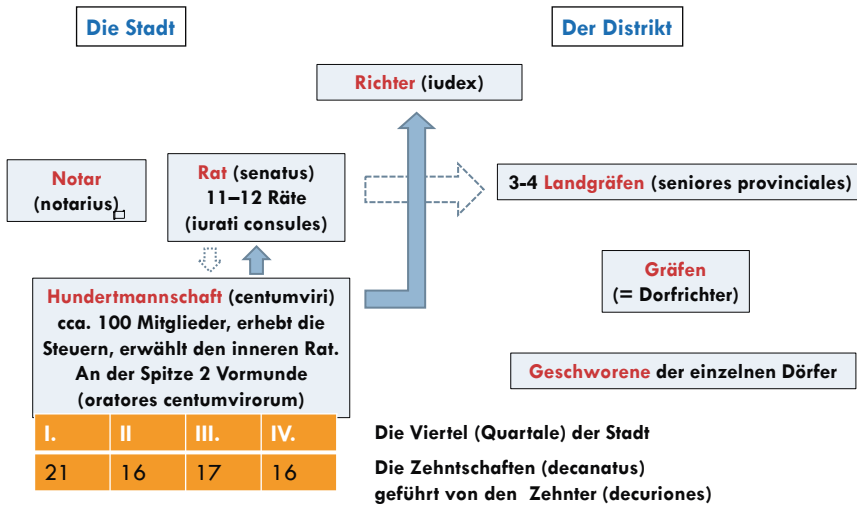 Die Stadt
Der Distrikt
Richter (iudex)
Notar
(notarius)
Rat (senatus)
11–12 Räte
(iurati consules)
3-4 Landgräfen (seniores provinciales)
Gräfen
(= Dorfrichter)
Hundertmannschaft (centumviri)
cca. 100 Mitglieder, erhebt die
Steuern, erwählt den inneren Rat.
An der Spitze 2 Vormunde
(oratores centumvirorum)
Geschworene der einzelnen Dörfer
I. II III. IV.
Die Viertel (Quartale) der Stadt
21 16 17 16
Die Zehntschaften (decanatus)
geführt von den Zehnter (decuriones)